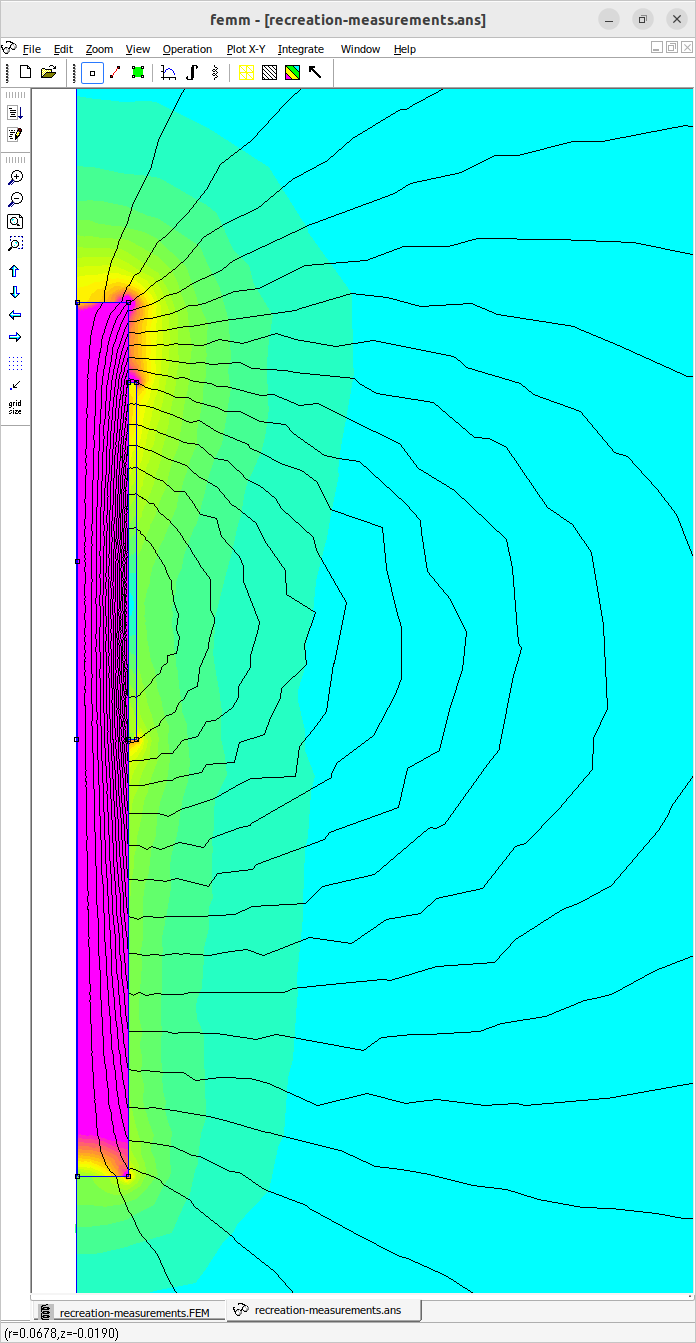 femm - [recreation-measurements.ans]
File Edit Zoom View Operation Plot X-Y Integrate Window Help
grid
size
recreation-measurements.FEM
recreation-measurements.ans
(r=0.0678,z=-0.0190)